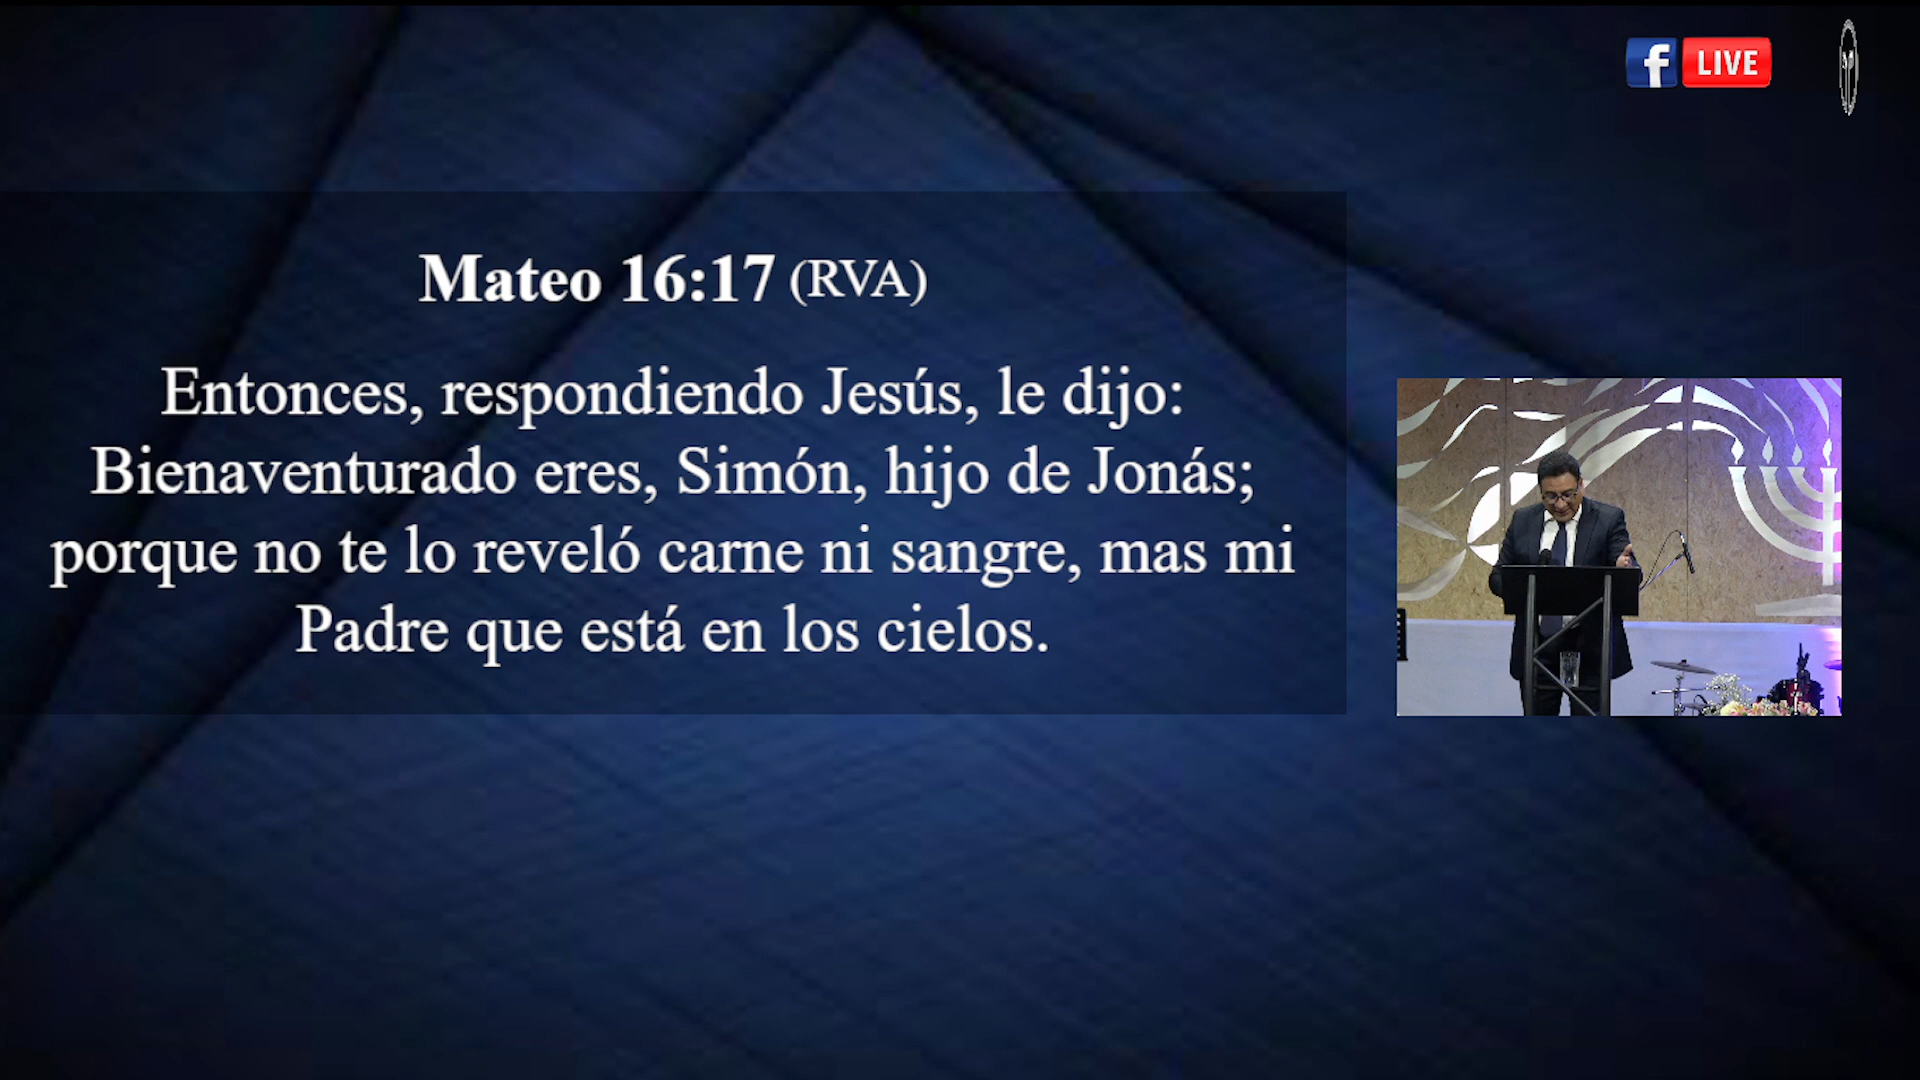 f LIVE
Mateo 16:17 (RVA)
Entonces, respondiendo Jesús, le dijo:
Bienaventurado eres, Simón, hijo de Jonás;
porque no te lo reveló carne ni sangre, mas mi
Padre que está en los cielos.